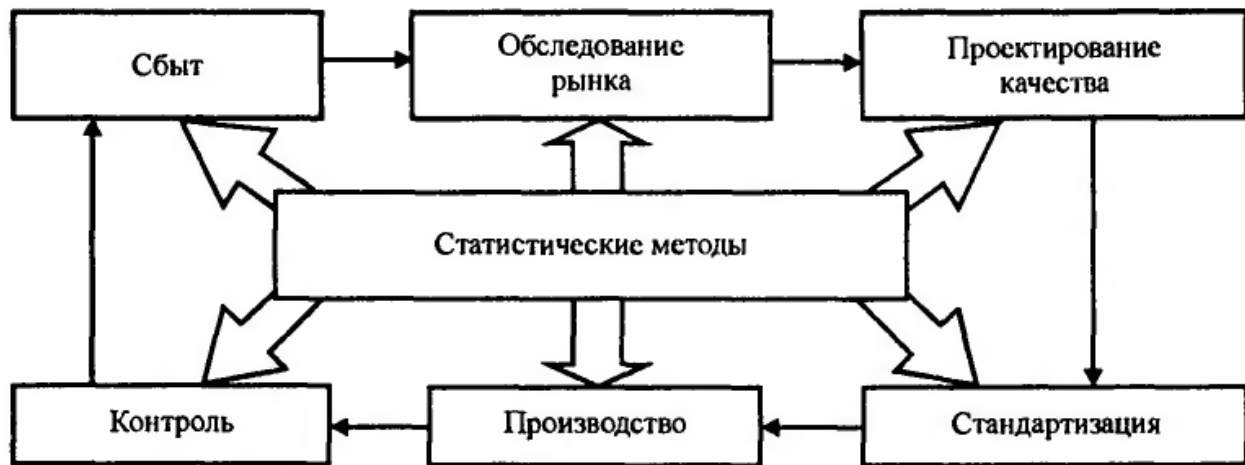 Сбыт
Обследование
рынка
Проектирование
качества
Статистические методы
Контроль
Производство
Стандартизация